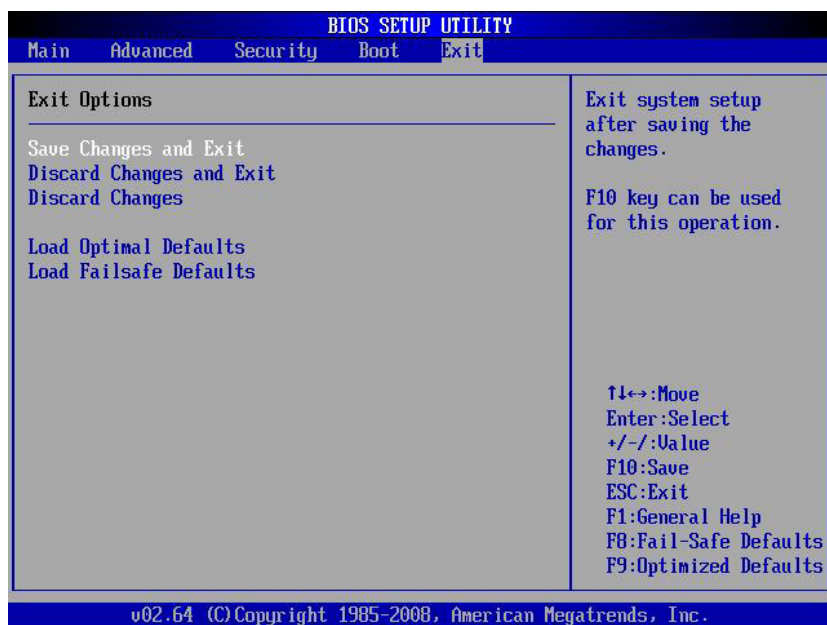 BIOS SETUP UTILITY
Main Advanced Security Boot Exit
Exit Options
Save Changes and Exit
Discard Changes and Exit
Discard Changes
Load Optimal Defaults
Load Failsafe Defaults
Exit system setup
after saving the
changes.
F10 key can be used
for this operation.
↑↓←→:Move
Enter:Select
+/-/:Value
F10:Save
ESC:Exit
F1:General Help
F8:Fail-Safe Defaults
F9:Optimized Defaults
v02.64 (C)Copyright 1985-2008, American Megatrends, Inc.